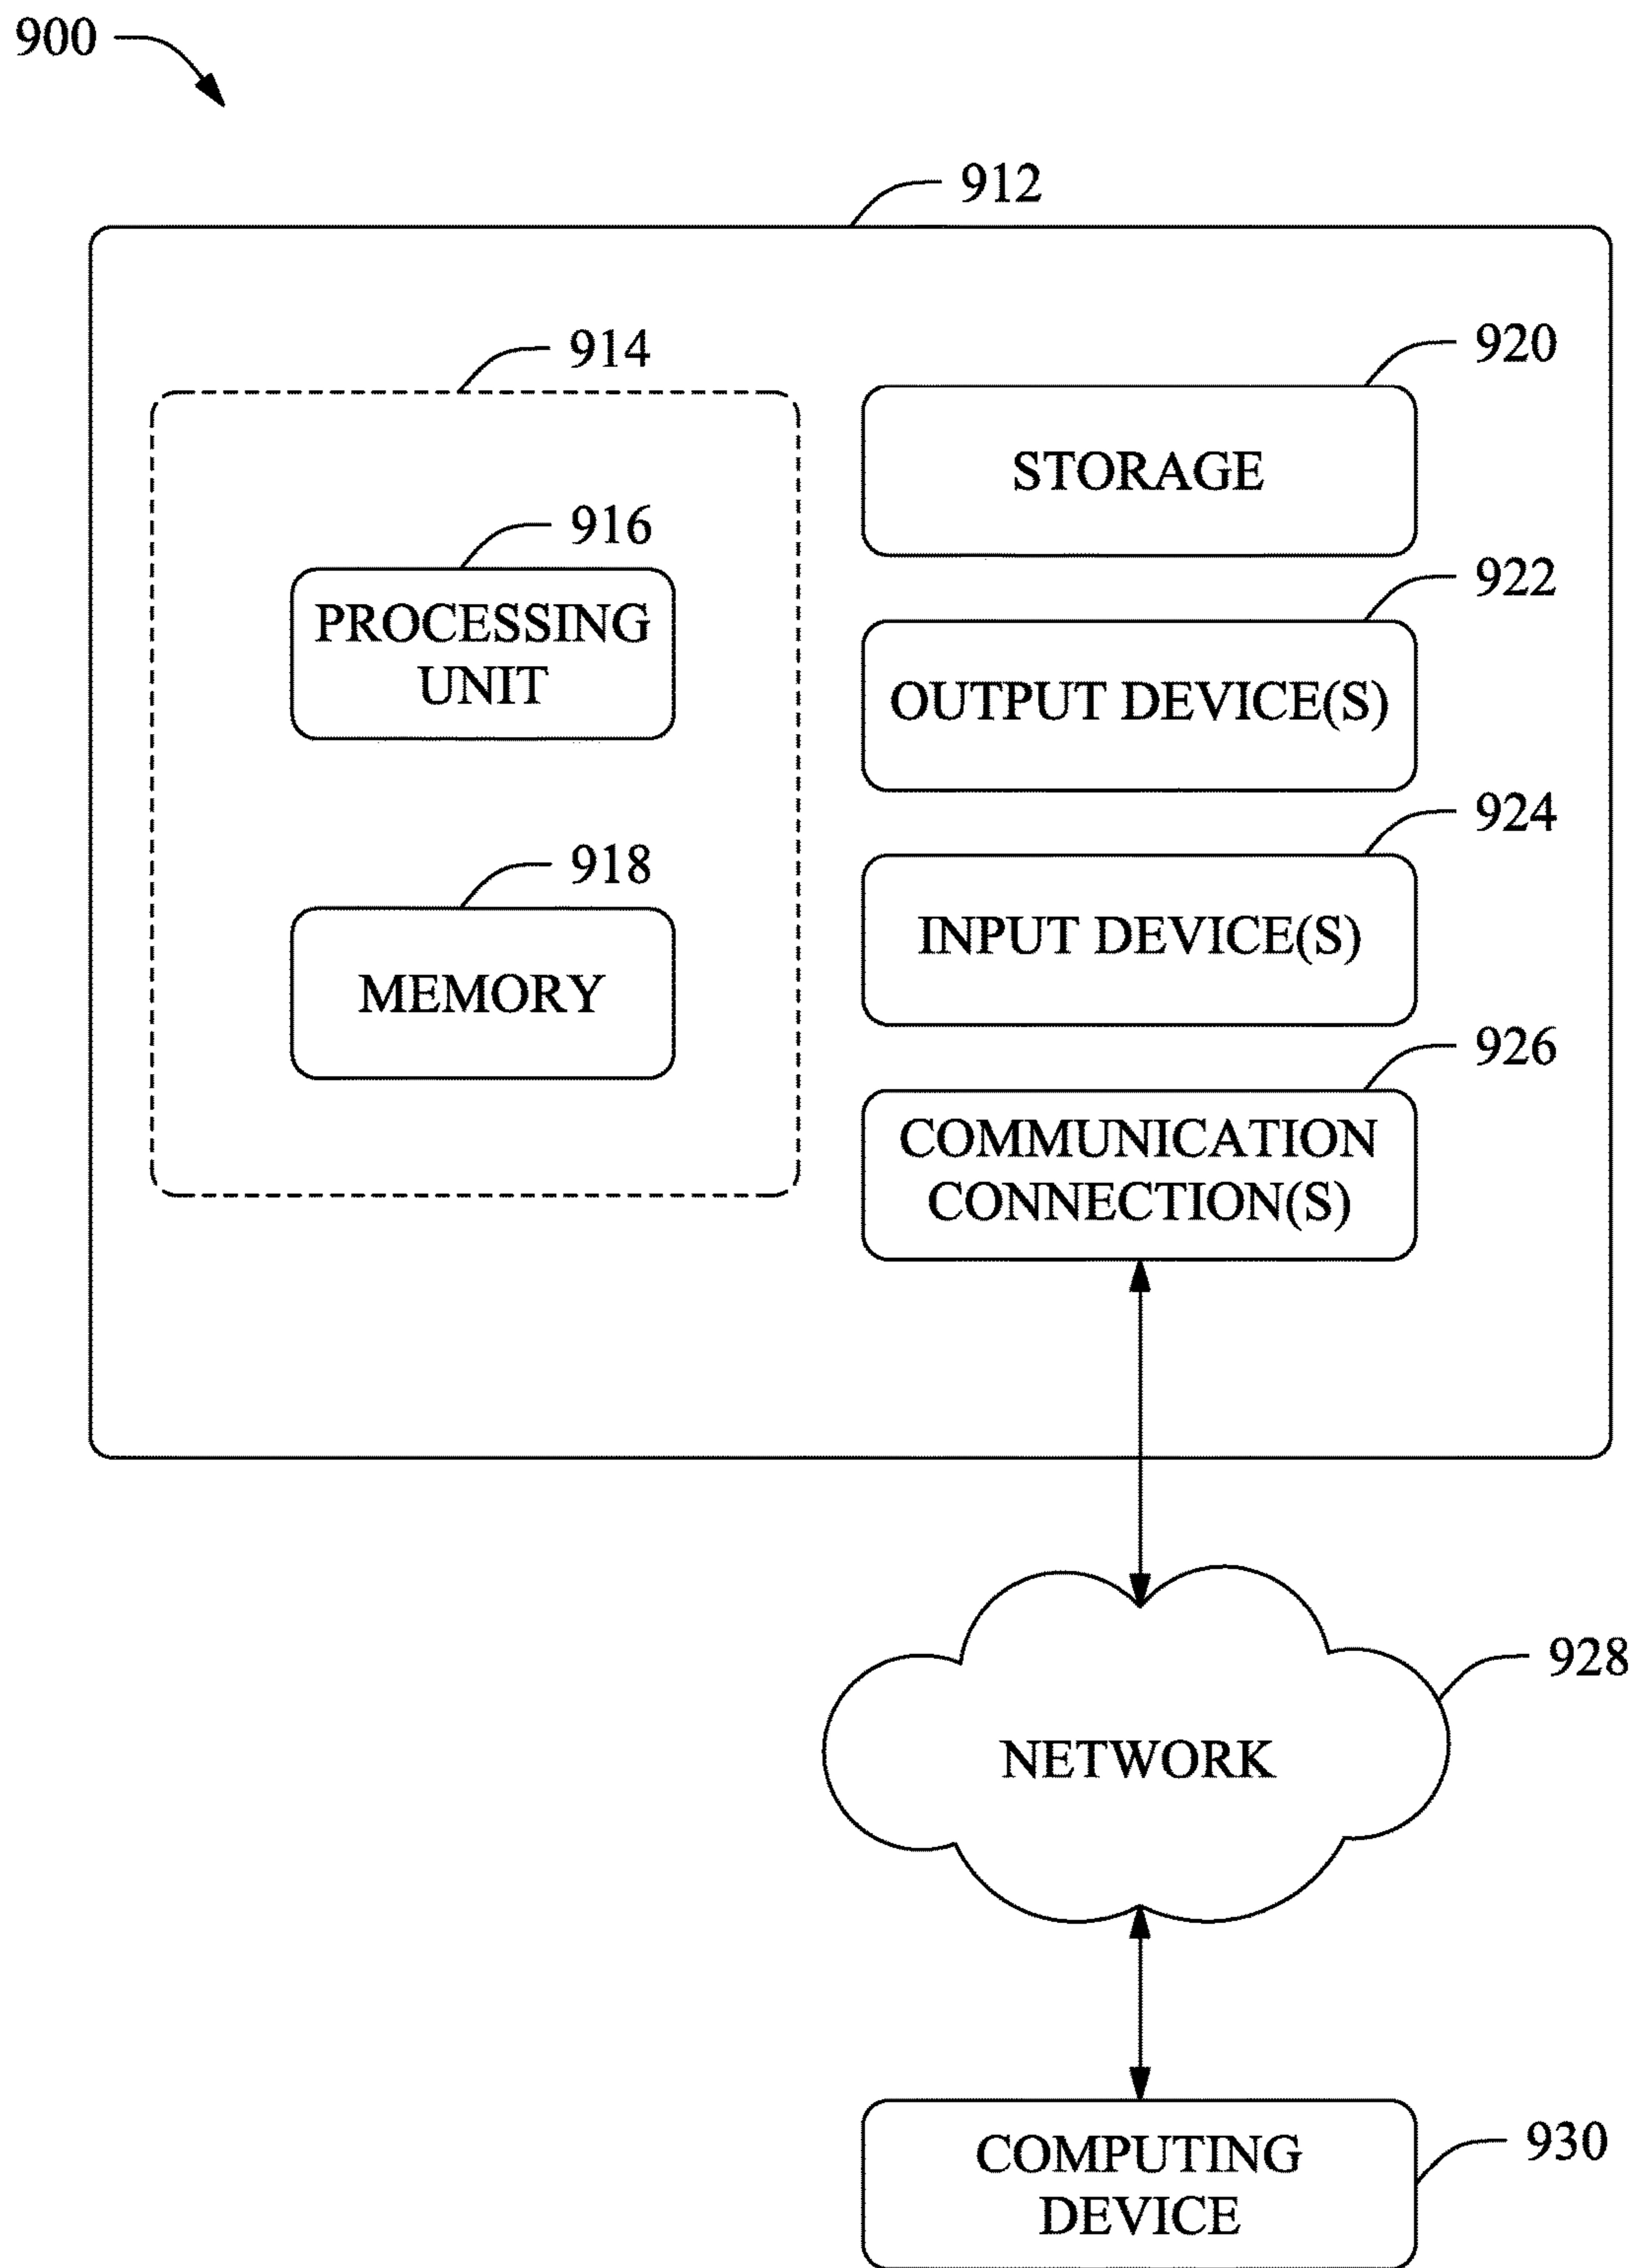 900
912
914
920
STORAGE
916
PROCESSING
UNIT
922
OUTPUT DEVICE(S)
924
INPUT DEVICE(S)
918
MEMORY
926
COMMUNICATION
CONNECTION(S)
928
NETWORK
930
COMPUTING
DEVICE